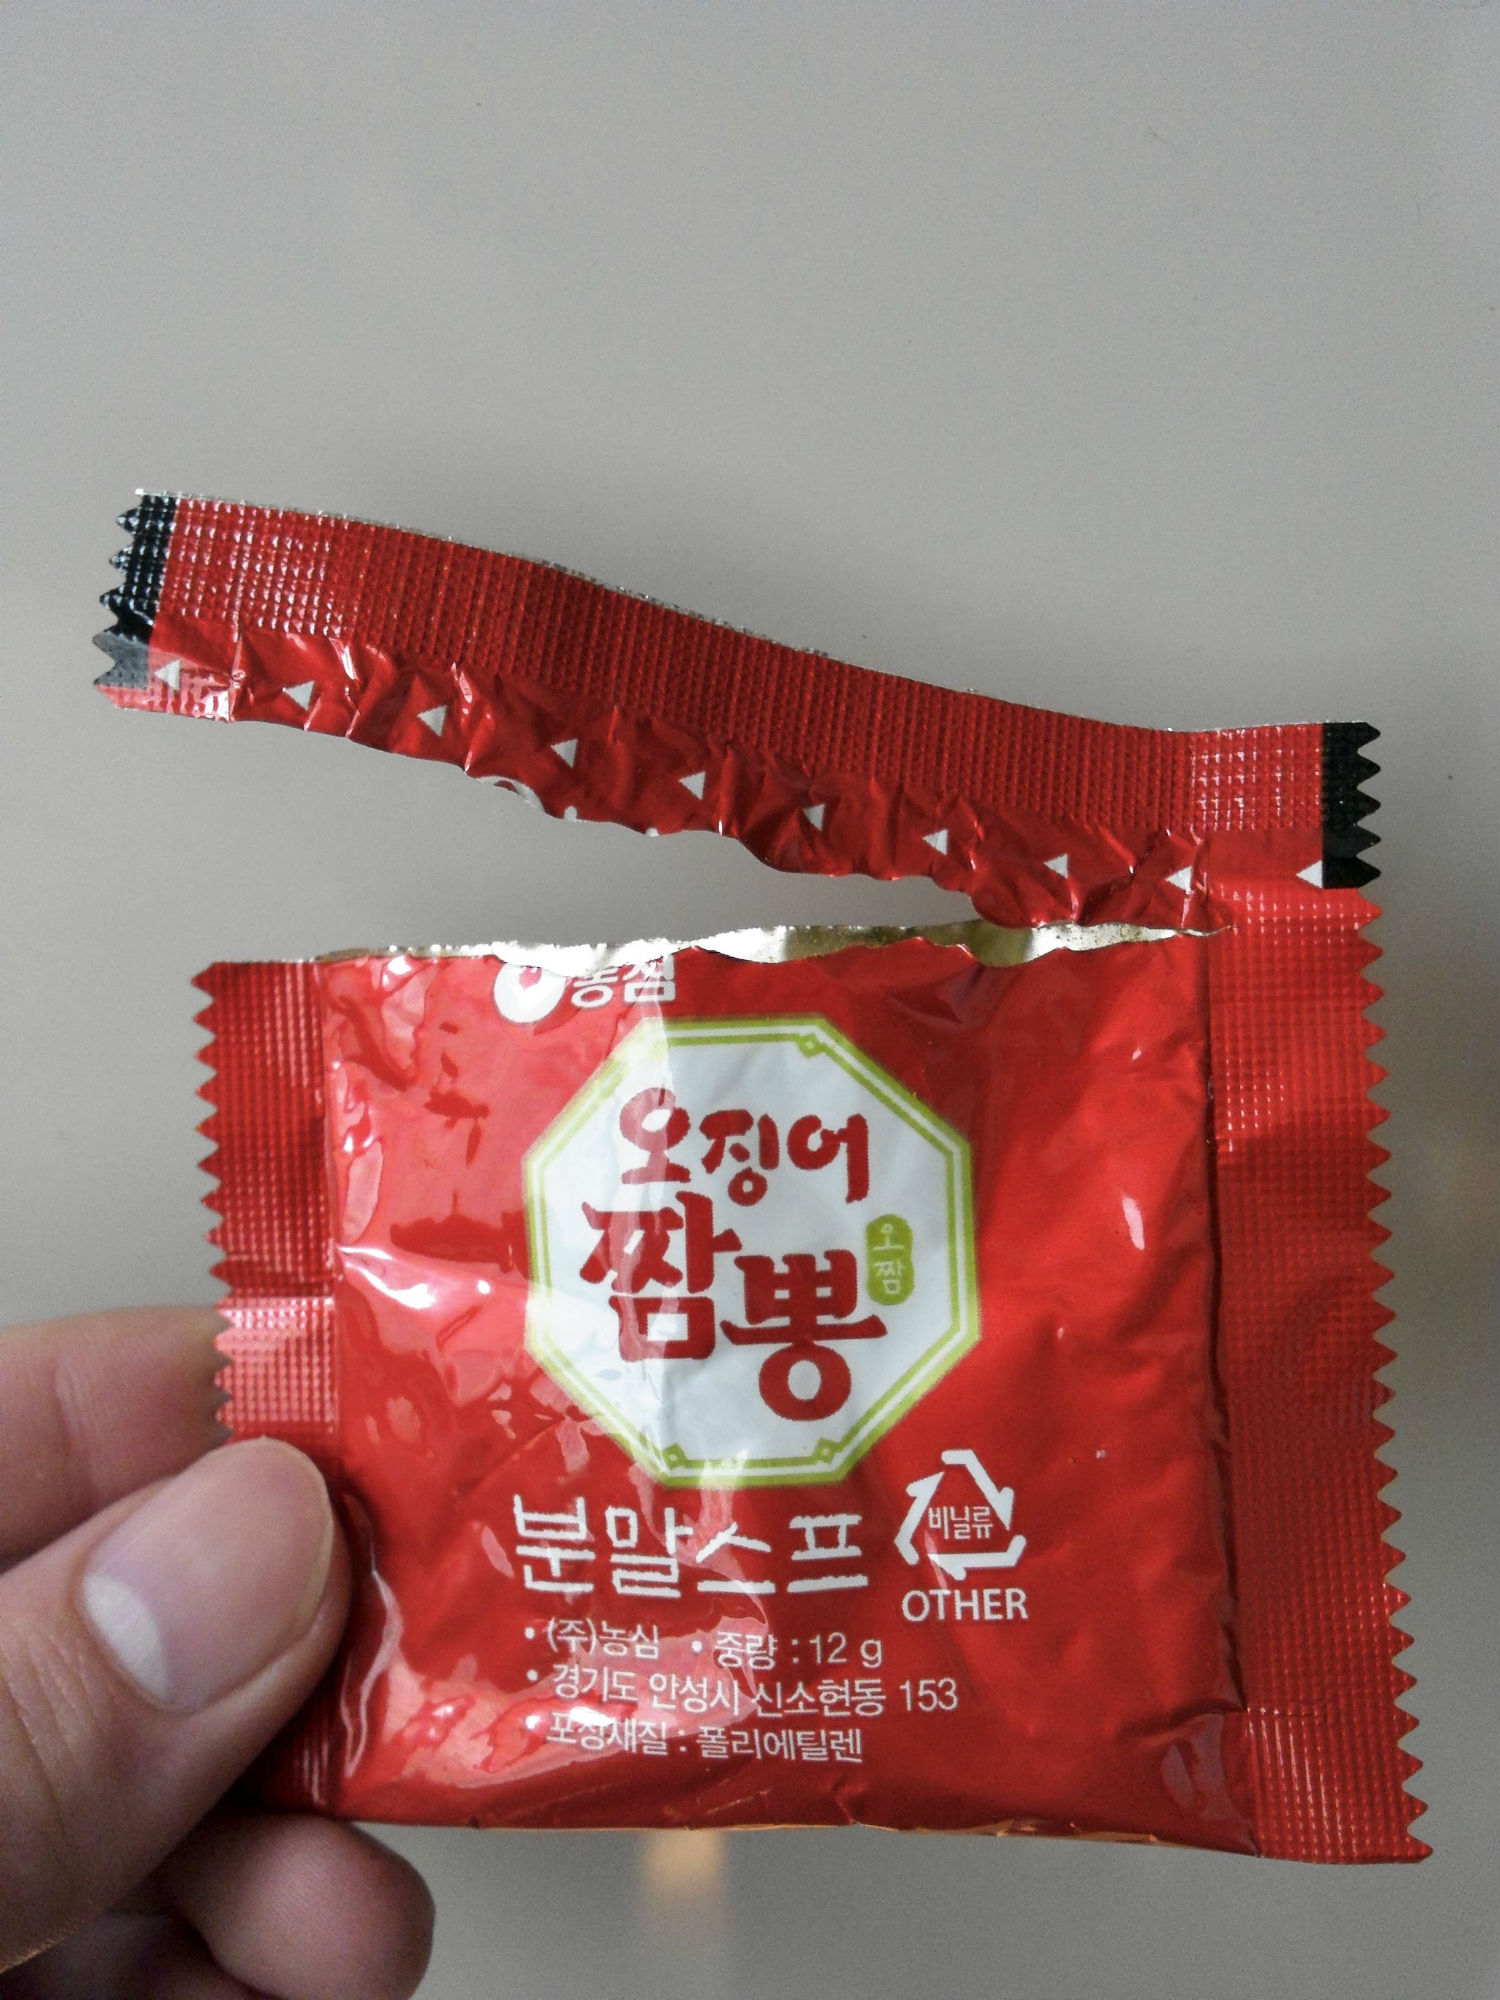 농심
오징어
짬뽕
오짬
분말스프
비닐류
OTHER
• (주)농심 • 중량 : 12 g
• 경기도 안성시 신소현동 153
• 포장재질 : 폴리에틸렌